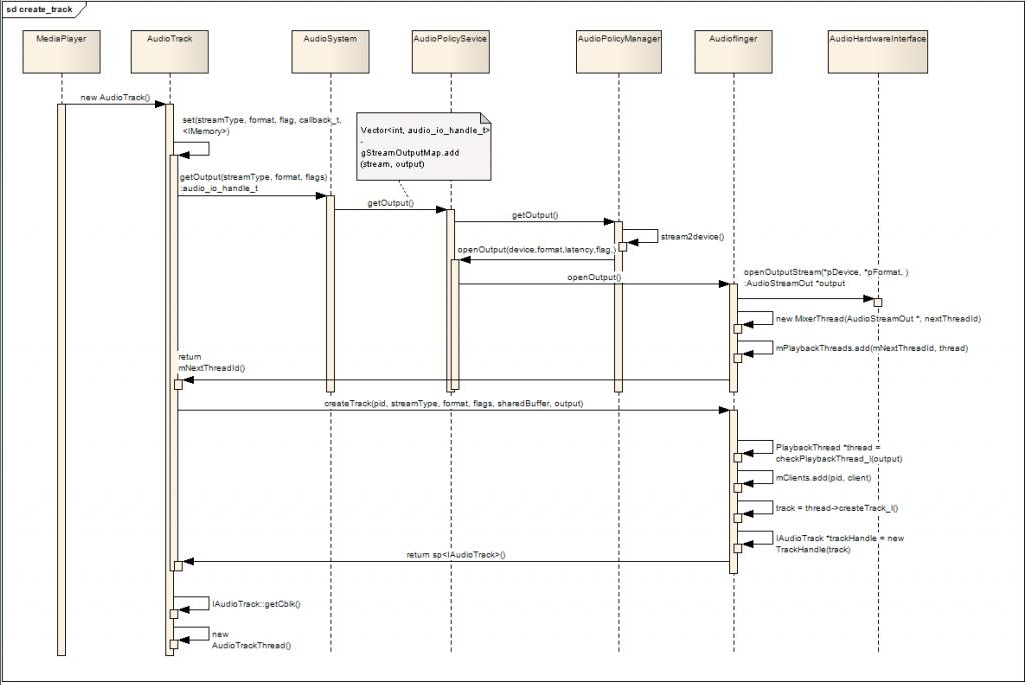 sd create_track
MediaPlayer
AudioTrack
AudioSystem
AudioPolicySevice
AudioPolicyManager
Audioflinger
AudioHardwareInterface
new AudioTrack()
set(streamType, format, flag, callback_t,
<IMemory>)
Vector<int, audio_io_handle_t>
-
gStreamOutputMap.add
(stream, output)
getOutput(streamType, format, flags)
:audio_io_handle_t
getOutput()
getOutput()
stream2device()
openOutput(device,format,latency,flag,)
openOutput()
openOutputStream(*pDevice, *pFormat, )
:AudioStreamOut *output
new MixerThread(AudioStreamOut *, nextThreadId)
mPlaybackThreads.add(mNextThreadId, thread)
return
mNextThreadId()
createTrack(pid, streamType, format, flags, sharedBuffer, output)
PlaybackThread *thread =
checkPlaybackThread_l(output)
mClients.add(pid, client)
track = thread->createTrack_l()
IAudioTrack *trackHandle = new
TrackHandle(track)
return sp<IAudioTrack>()
IAudioTrack::getCblk()
new
AudioTrackThread()